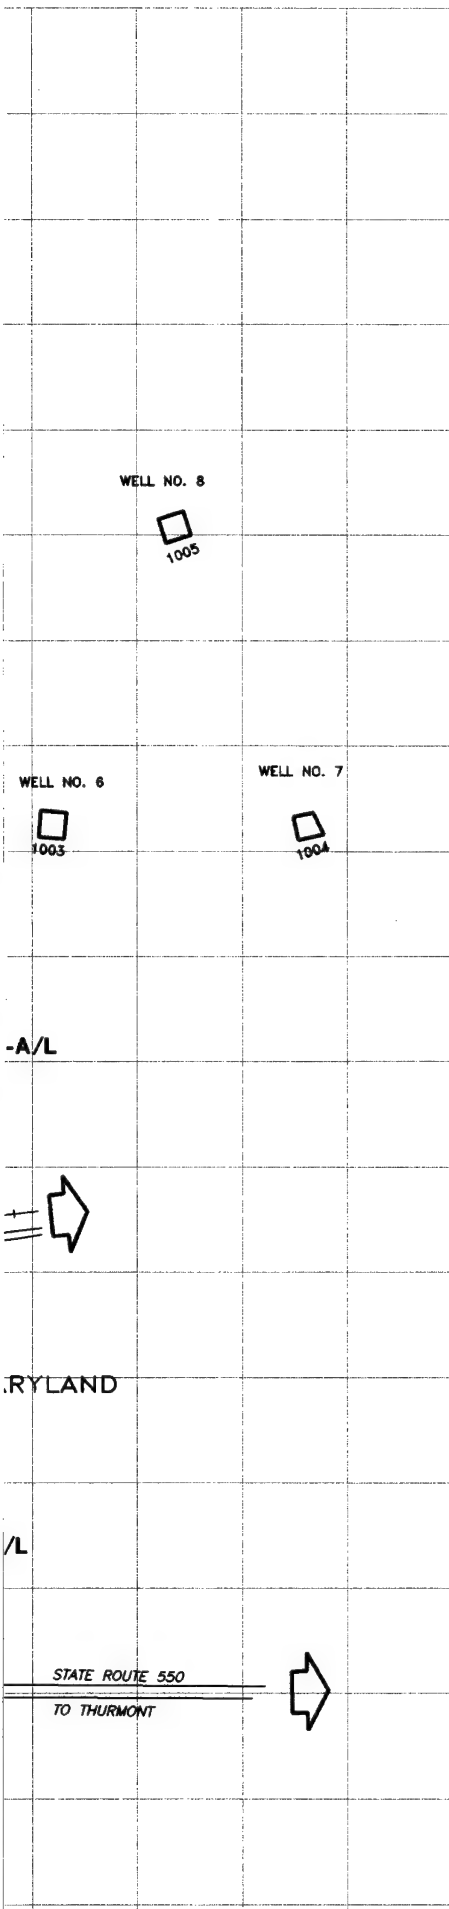 WELL NO. 8
1005
WELL NO. 7
WELL NO. 6
1003
1004
-A/L
RYLAND
/L
STATE ROUTE 550
TO THURMONT